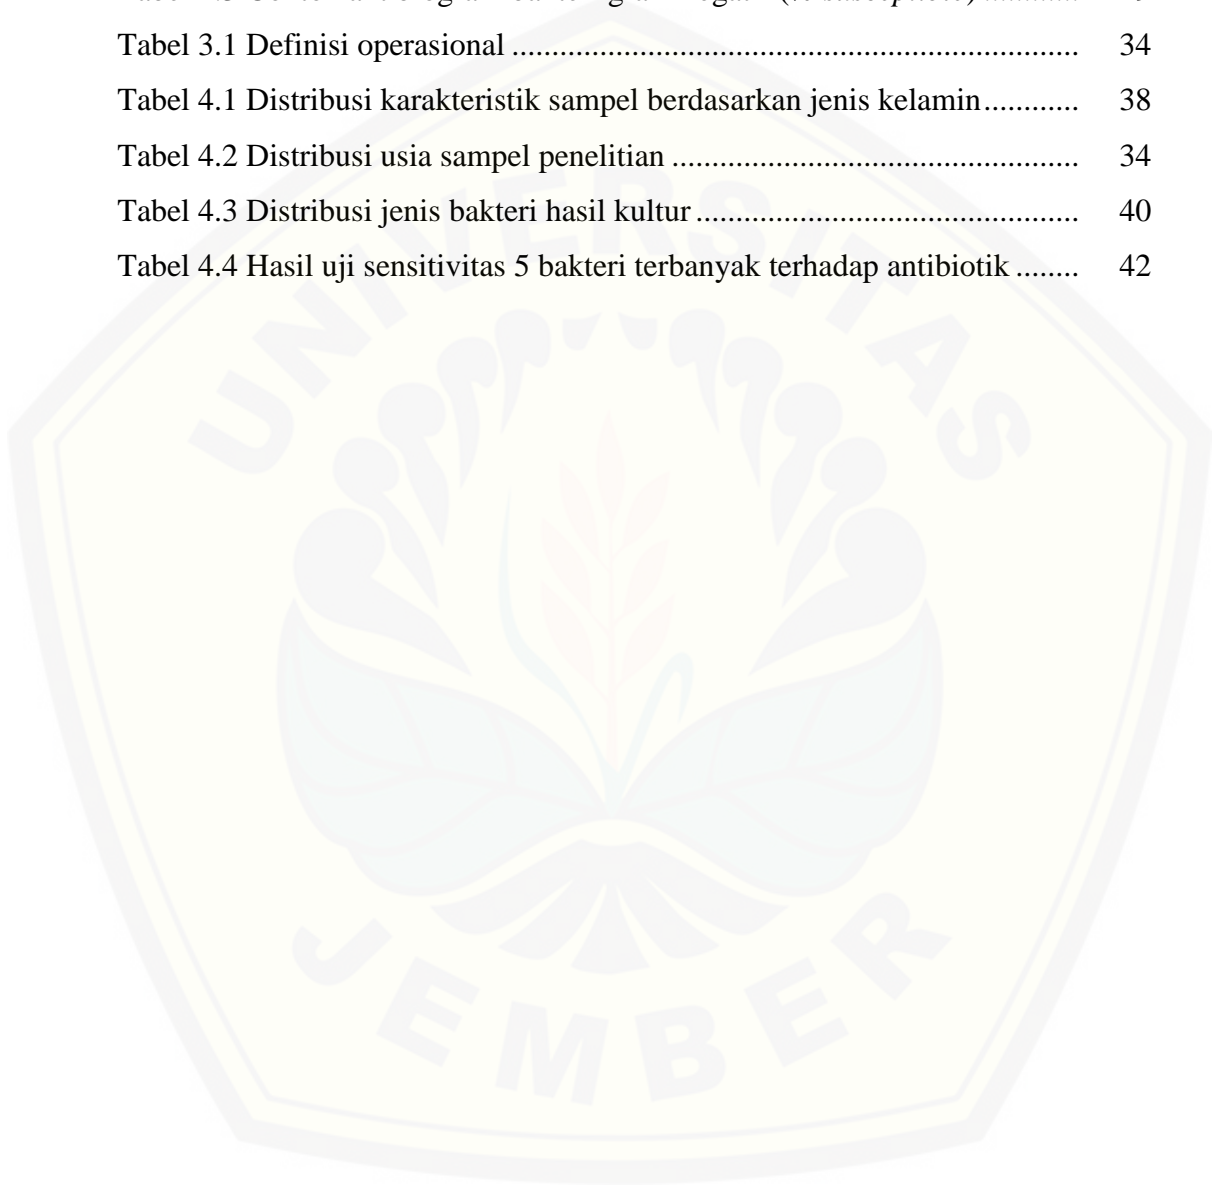 Tabel 3.1 Definisi operasional ........................................................................ 34
Tabel 4.1 Distribusi karakteristik sampel berdasarkan jenis kelamin............ 38
Tabel 4.2 Distribusi usia sampel penelitian .................................................... 34
Tabel 4.3 Distribusi jenis bakteri hasil kultur ................................................. 40
Tabel 4.4 Hasil uji sensitivitas 5 bakteri terbanyak terhadap antibiotik ........ 42
UNIVERSITAS
JEMBER